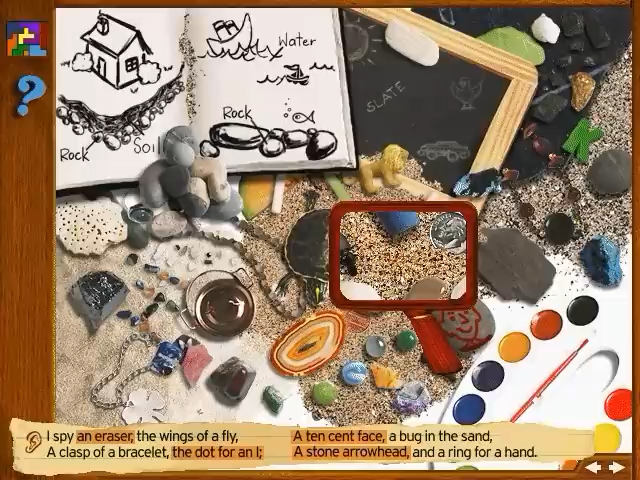 Water
Rock
Soil
Rock
SLATE
K
?
I spy an eraser, the wings of a fly,
A clasp of a bracelet, the dot for an I;
A ten cent face, a bug in the sand,
A stone arrowhead, and a ring for a hand.